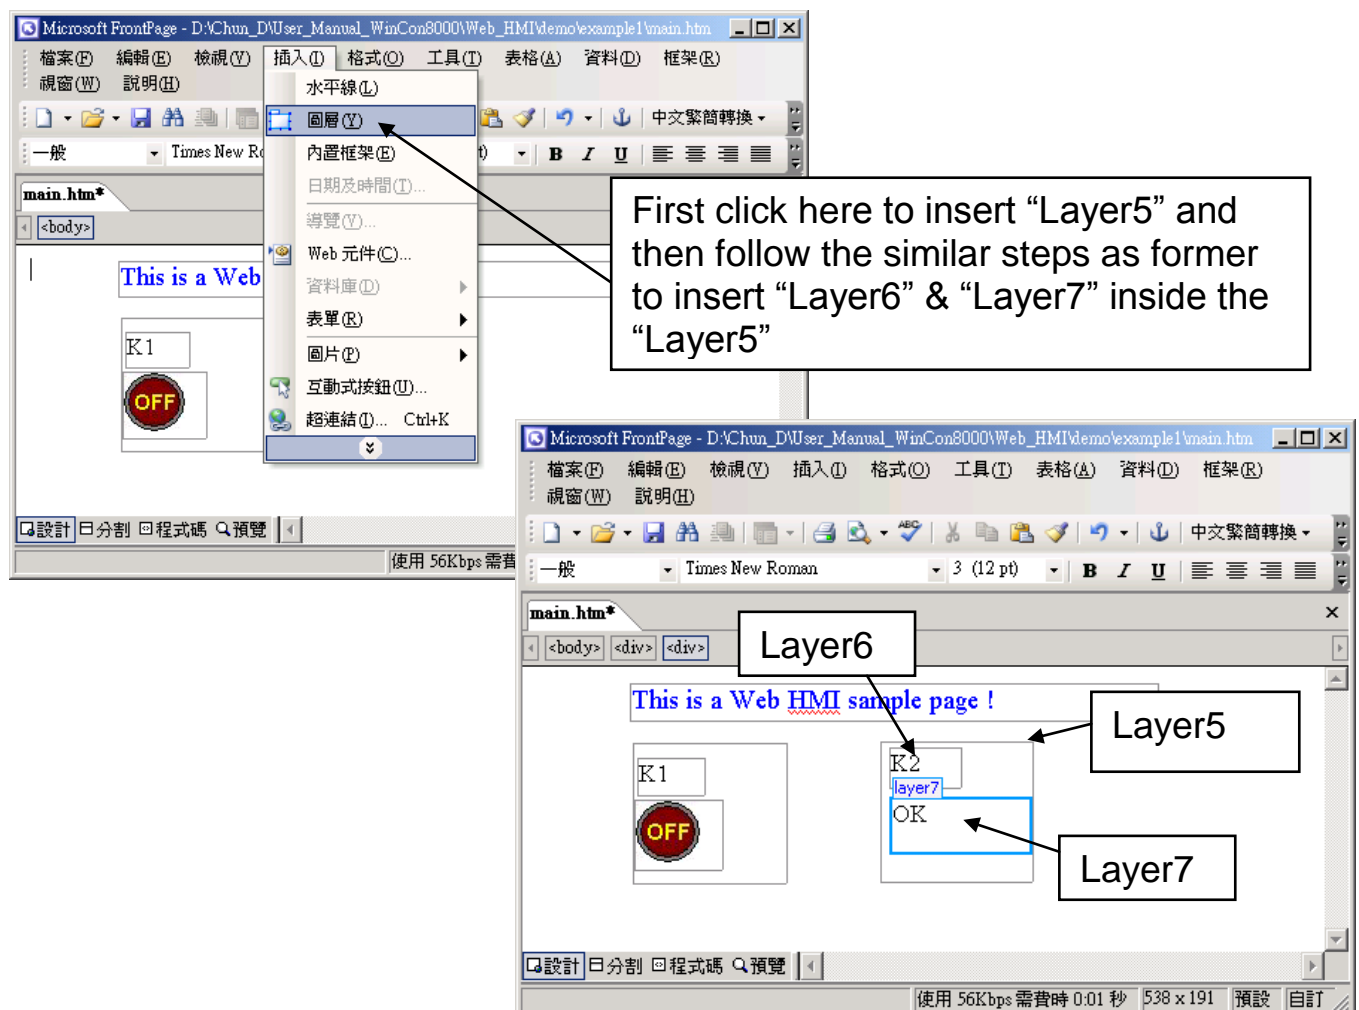 Microsoft FrontPage - D:\Chun_D\User_Manual_WinCon8000\Web_HMI\demo\example1\main.htm
檔案(F) 編輯(E) 檢視(V) 插入(I) 格式(O) 工具(T) 表格(A) 資料(D) 框架(R)
視窗(W) 說明(H)
水平線(L)
圖層(Y)
中文繁簡轉換
一般 Times New Ro
內置框架(E)
t)
B I U
日期及時間(T)...
main.htm*
導覽(V)...
<body>
Web 元件(C)...
This is a Web
資料庫(D)
表單(R)
K1
圖片(P)
OFF
互動式按鈕(U)...
超連結(I)... Ctrl+K
設計 分割 程式碼 預覽
使用 56Kbps 需費
First click here to insert “Layer5” and
then follow the similar steps as former
to insert “Layer6” & “Layer7” inside the
“Layer5”
Microsoft FrontPage - D:\Chun_D\User_Manual_WinCon8000\Web_HMI\demo\example1\main.htm
檔案(F) 編輯(E) 檢視(V) 插入(I) 格式(O) 工具(T) 表格(A) 資料(D) 框架(R)
視窗(W) 說明(H)
ABC
中文繁簡轉換
一般 Times New Roman 3 (12 pt) B I U
main.htm*
<body> <div> <div>
Layer6
This is a Web HMI sample page !
Layer5
K1
K2
layer7
OK
OFF
Layer7
設計 分割 程式碼 預覽
使用 56Kbps 需費時 0:01 秒 538 x 191 預設 自訂